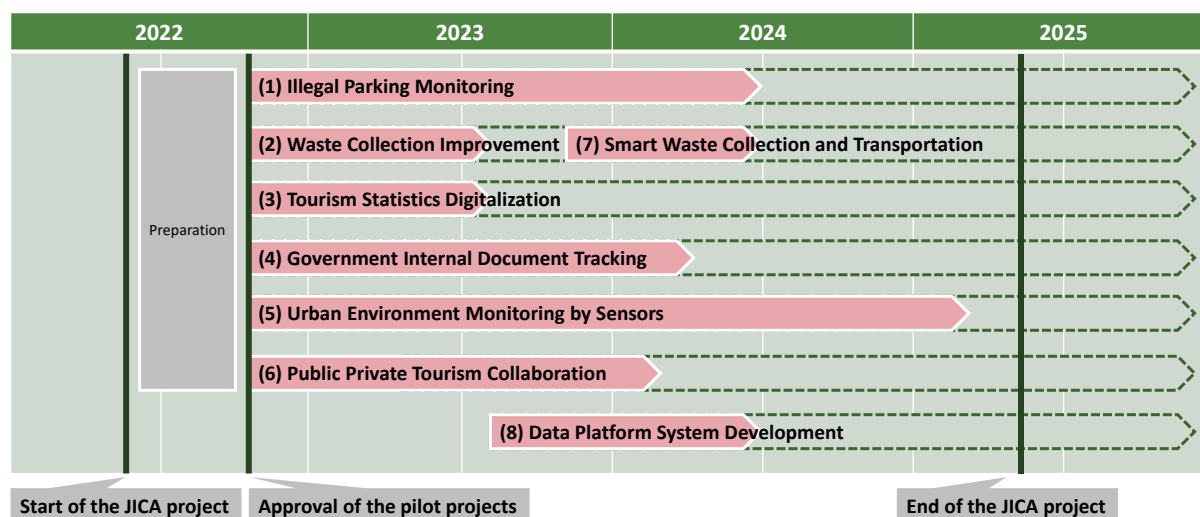 2022 2023 2024 2025
(1) Illegal Parking Monitoring
(2) Waste Collection Improvement (7) Smart Waste Collection and Transportation
(3) Tourism Statistics Digitalization
Preparation
(4) Government Internal Document Tracking
(5) Urban Environment Monitoring by Sensors
(6) Public Private Tourism Collaboration
(8) Data Platform System Development
Start of the JICA project Approval of the pilot projects End of the JICA project